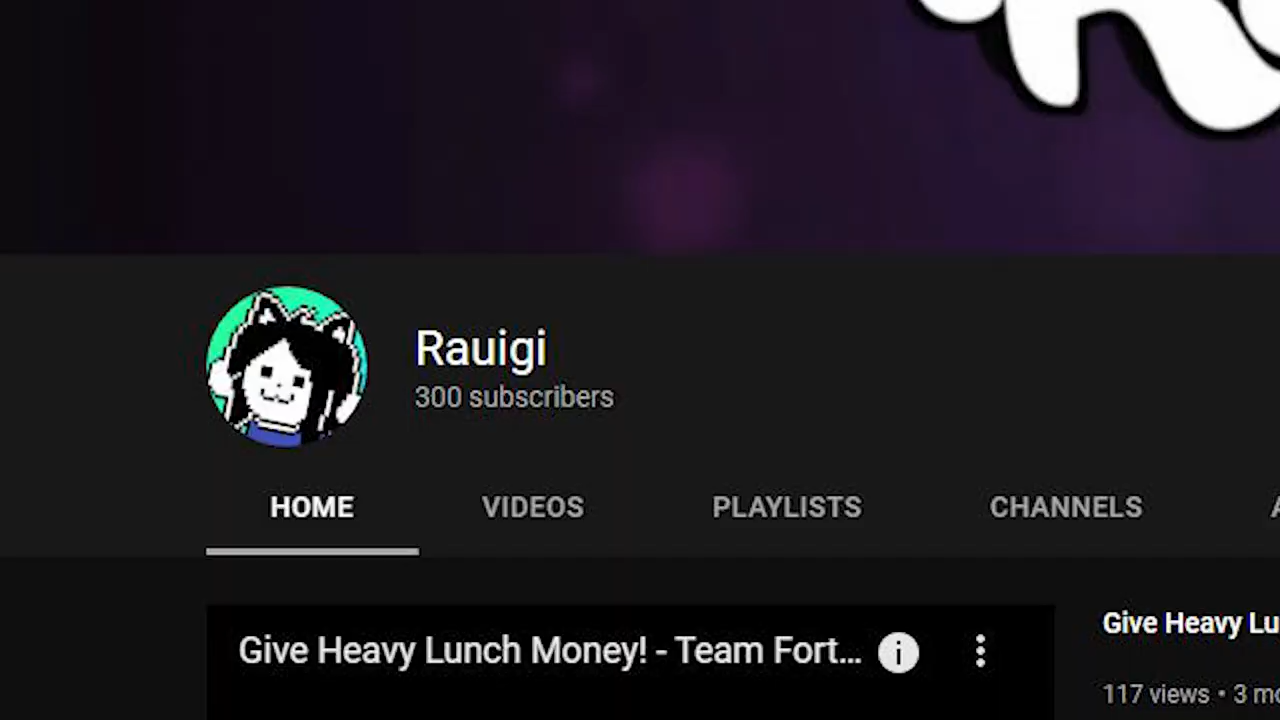 Rauigi
300 subscribers
HOME VIDEOS PLAYLISTS CHANNELS
Give Heavy Lunch Money! - Team Fort...
Give Heavy Lu
117 views • 3 mo